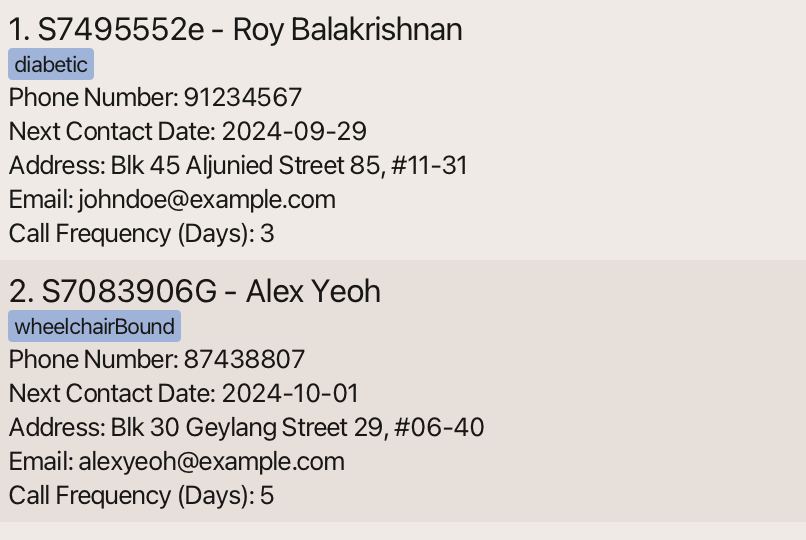 1. S7495552e - Roy Balakrishnan
diabetic
Phone Number: 91234567
Next Contact Date: 2024-09-29
Address: Blk 45 Aljunied Street 85, #11-31
Email: johndoe@example.com
Call Frequency (Days): 3
2. S7083906G - Alex Yeoh
wheelchairBound
Phone Number: 87438807
Next Contact Date: 2024-10-01
Address: Blk 30 Geylang Street 29, #06-40
Email: alexyeoh@example.com
Call Frequency (Days): 5